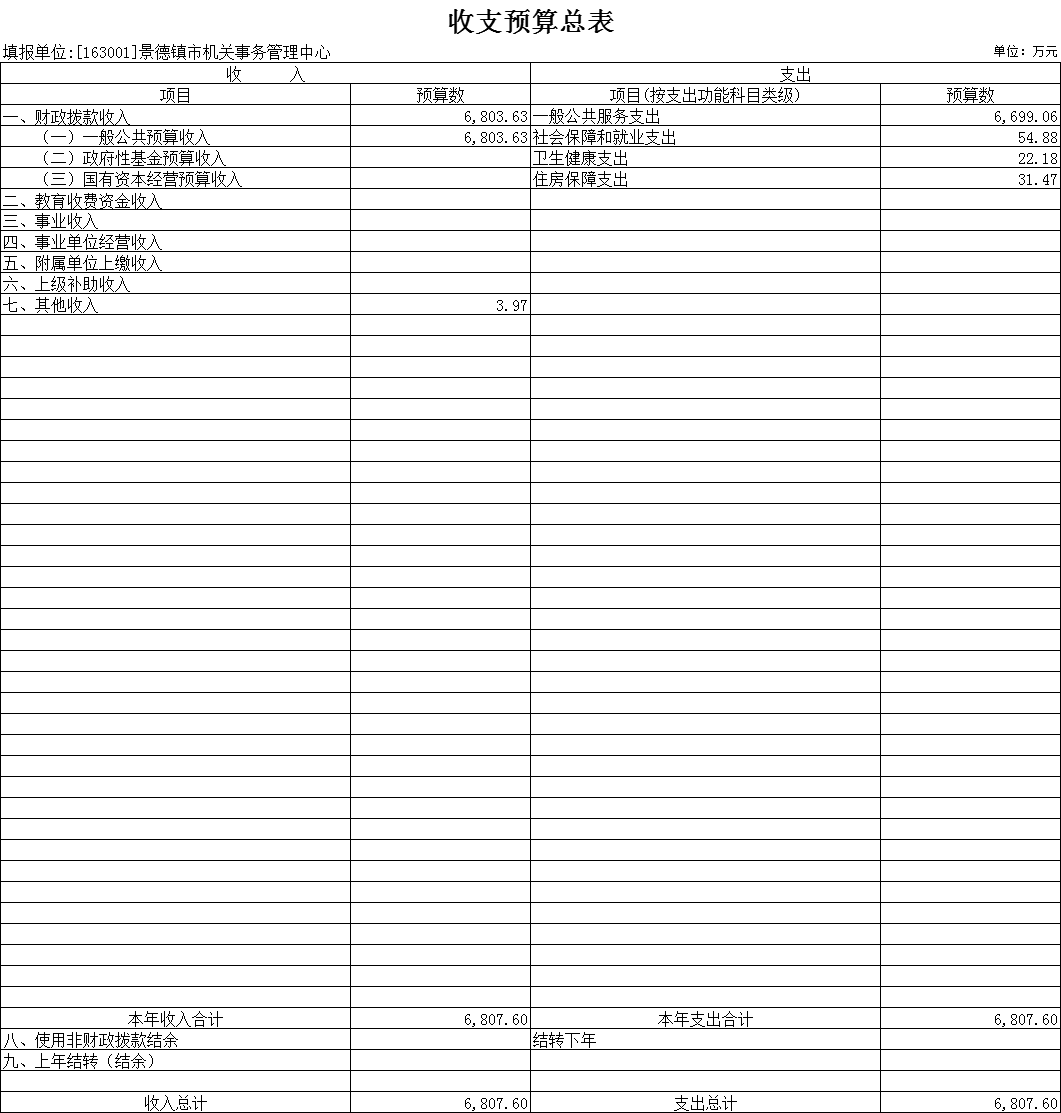 收支预算总表
填报单位:[163001]景德镇市机关事务管理中心 单位：万元
收 入 支出
项目 预算数 项目(按支出功能科目类级) 预算数
一、财政拨款收入 6,803.63 一般公共服务支出 6,699.06
（一）一般公共预算收入 6,803.63 社会保障和就业支出 54.88
（二）政府性基金预算收入 卫生健康支出 22.18
（三）国有资本经营预算收入 住房保障支出 31.47
二、教育收费资金收入
三、事业收入
四、事业单位经营收入
五、附属单位上缴收入
六、上级补助收入
七、其他收入 3.97
本年收入合计 6,807.60 本年支出合计 6,807.60
八、使用非财政拨款结余 结转下年
九、上年结转（结余）
收入总计 6,807.60 支出总计 6,807.60